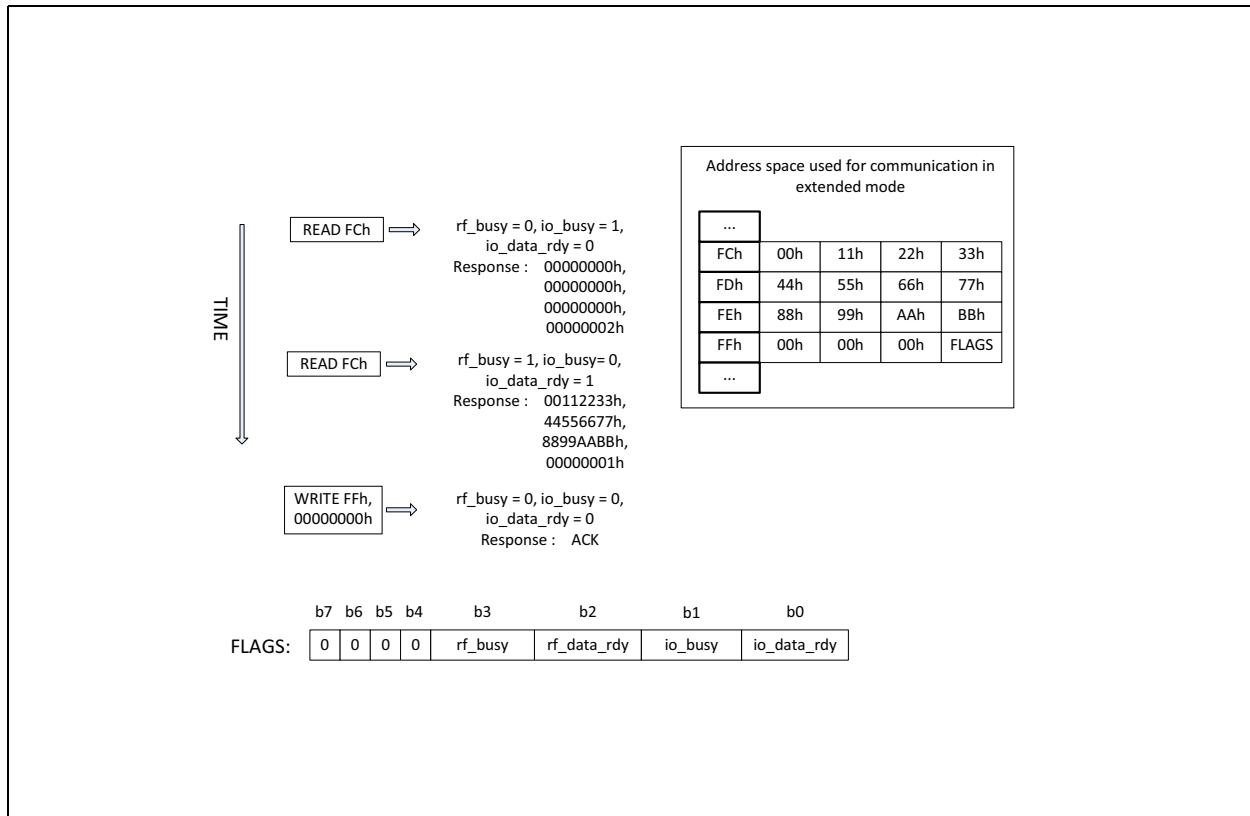 Address space used for communication in
extended mode
...
FCh 00h 11h 22h 33h
FDh 44h 55h 66h 77h
FEh 88h 99h AAh BBh
FFh 00h 00h 00h FLAGS
...
TIME
READ FCh
rf_busy = 0, io_busy = 1,
io_data_rdy = 0
Response : 00000000h,
00000000h,
00000000h,
00000002h
READ FCh
rf_busy = 1, io_busy= 0,
io_data_rdy = 1
Response : 00112233h,
44556677h,
8899AABBh,
00000001h
WRITE FFh,
00000000h
rf_busy = 0, io_busy = 0,
io_data_rdy = 0
Response : ACK
b7 b6 b5 b4 b3 b2 b1 b0
FLAGS: 0 0 0 0 rf_busy rf_data_rdy io_busy io_data_rdy